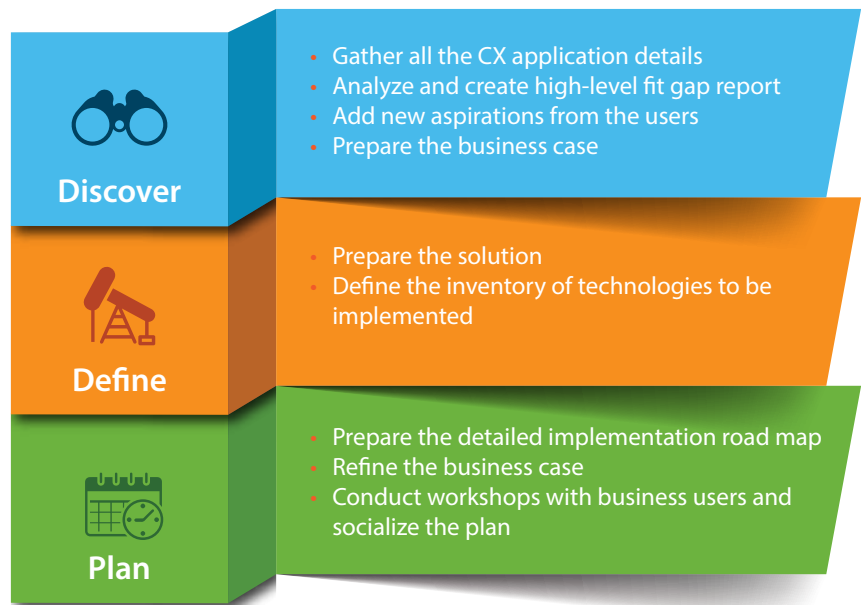 Discover
• Gather all the CX application details
• Analyze and create high-level fit gap report
• Add new aspirations from the users
• Prepare the business case
Define
• Prepare the solution
• Define the inventory of technologies to be
implemented
Plan
• Prepare the detailed implementation road map
• Refine the business case
• Conduct workshops with business users and
socialize the plan